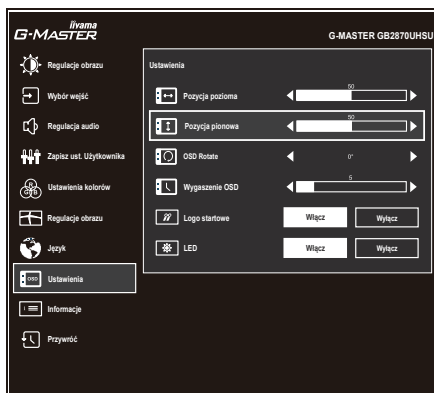 iiyama
G-MASTER
G-MASTER GB2870UHSU
Regulacje obrazu
Wybór wejść
Regulacja audio
Zapisz ust. Użytkownika
Ustawienia kolorów
R
G B
Regulacje obrazu
Język
OSD
Ustawienia
i
Informacje
Przywróć
Ustawienia
Pozycja pozioma
50
Pozycja pionowa
50
OSD Rotate
0°
Wygaszenie OSD
5
Logo startowe
Włącz
Wyłącz
LED
Włącz
Wyłącz